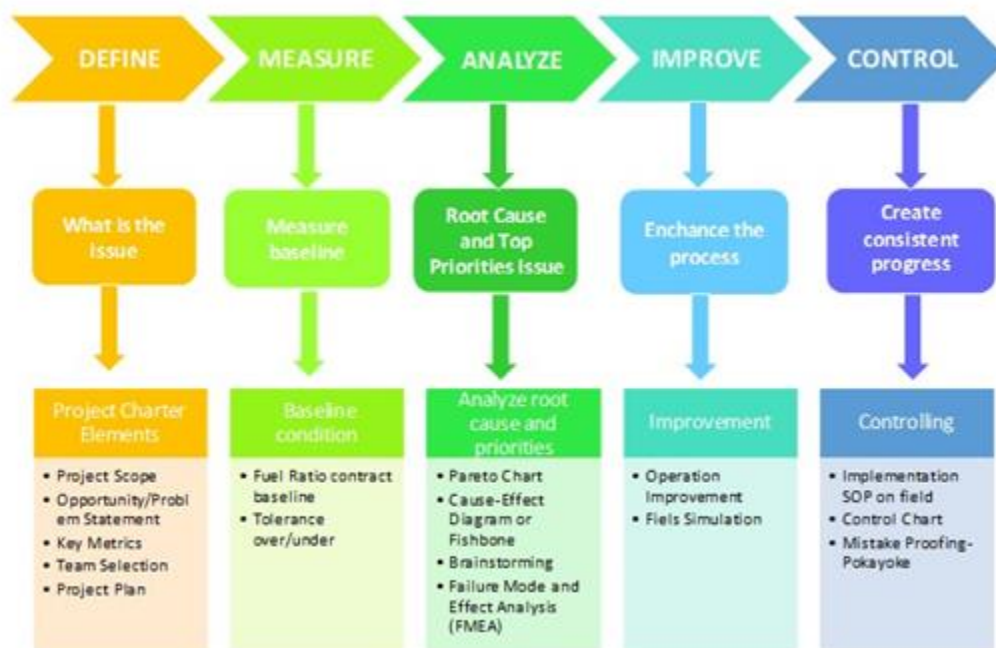 DEFINE
MEASURE
ANALYZE
IMPROVE
CONTROL
What is the
Issue
Measure
baseline
Root Cause
and Top
Priorities Issue
Enchance the
process
Create
consistent
progress
Project Charter
Elements
• Project Scope
• Opportunity/Probl
em Statement
• Key Metrics
• Team Selection
• Project Plan
Baseline
condition
• Fuel Ratio contract
baseline
• Tolerance
over/under
Analyze root
cause and
priorities
• Pareto Chart
• Cause-Effect
Diagram or
Fishbone
• Brainstorming
• Failure Mode and
Effect Analysis
(FMEA)
Improvement
• Operation
Improvement
• Fiels Simulation
Controlling
• Implementation
SOP on field
• Control Chart
• Mistake Proofing-
Pokayoke